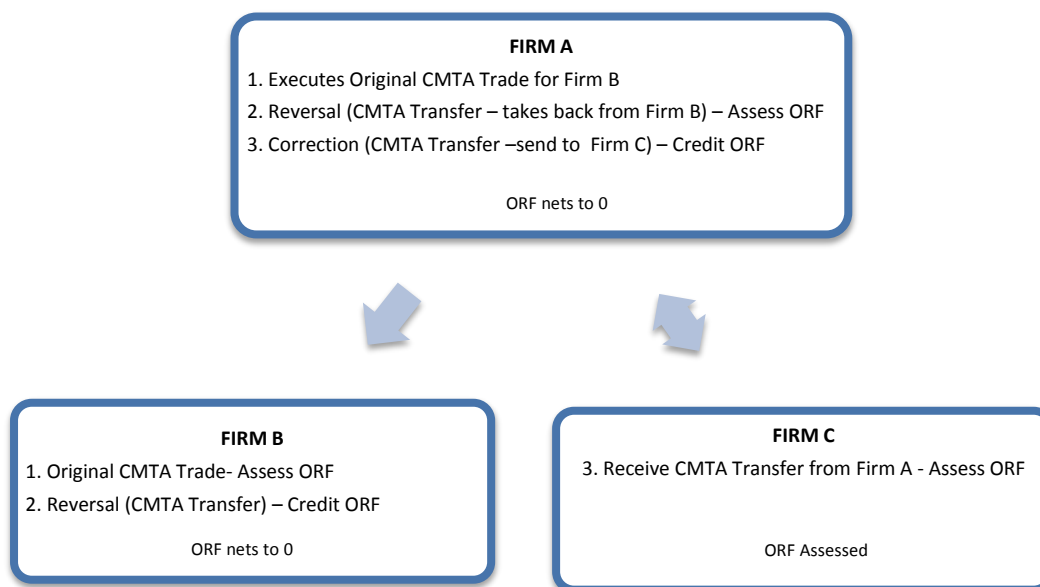 FIRM A
1. Executes Original CMTA Trade for Firm B
2. Reversal (CMTA Transfer – takes back from Firm B) – Assess ORF
3. Correction (CMTA Transfer –send to Firm C) – Credit ORF
ORF nets to 0
FIRM B
1. Original CMTA Trade- Assess ORF
2. Reversal (CMTA Transfer) – Credit ORF
ORF nets to 0
FIRM C
3. Receive CMTA Transfer from Firm A - Assess ORF
ORF Assessed